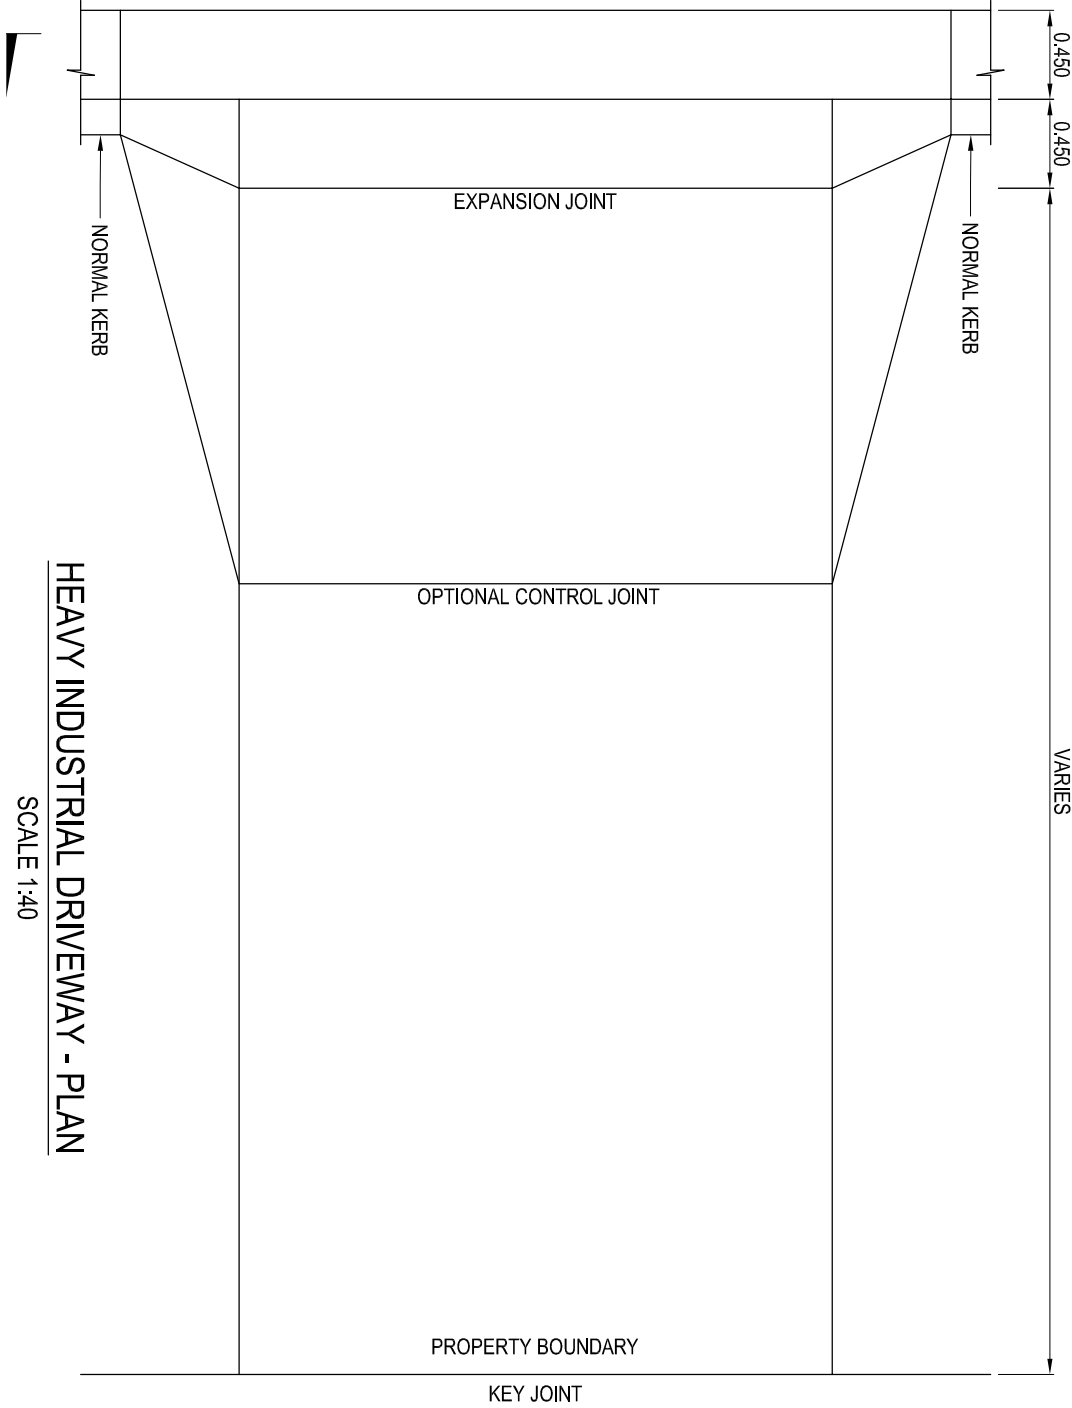 0.450
0.450
EXPANSION JOINT
NORMAL KERB
NORMAL KERB
OPTIONAL CONTROL JOINT
VARIES
HEAVY INDUSTRIAL DRIVEWAY - PLAN
SCALE 1:40
PROPERTY BOUNDARY
KEY JOINT